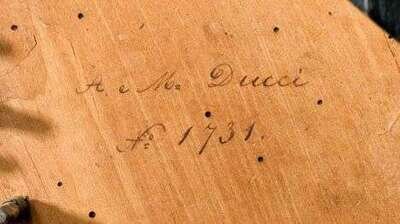 A. e M.º Ducci
N.º 1731.